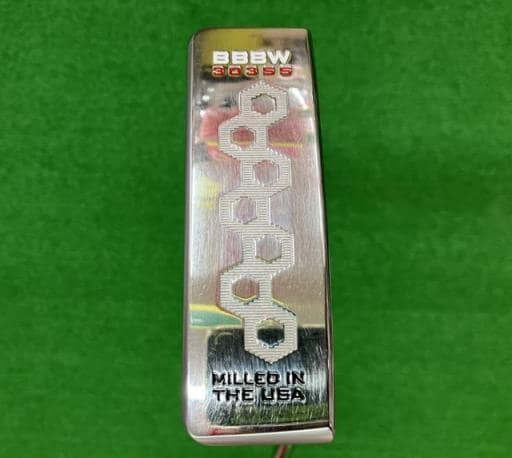 BBBW
30355
MILLED IN
THE USA